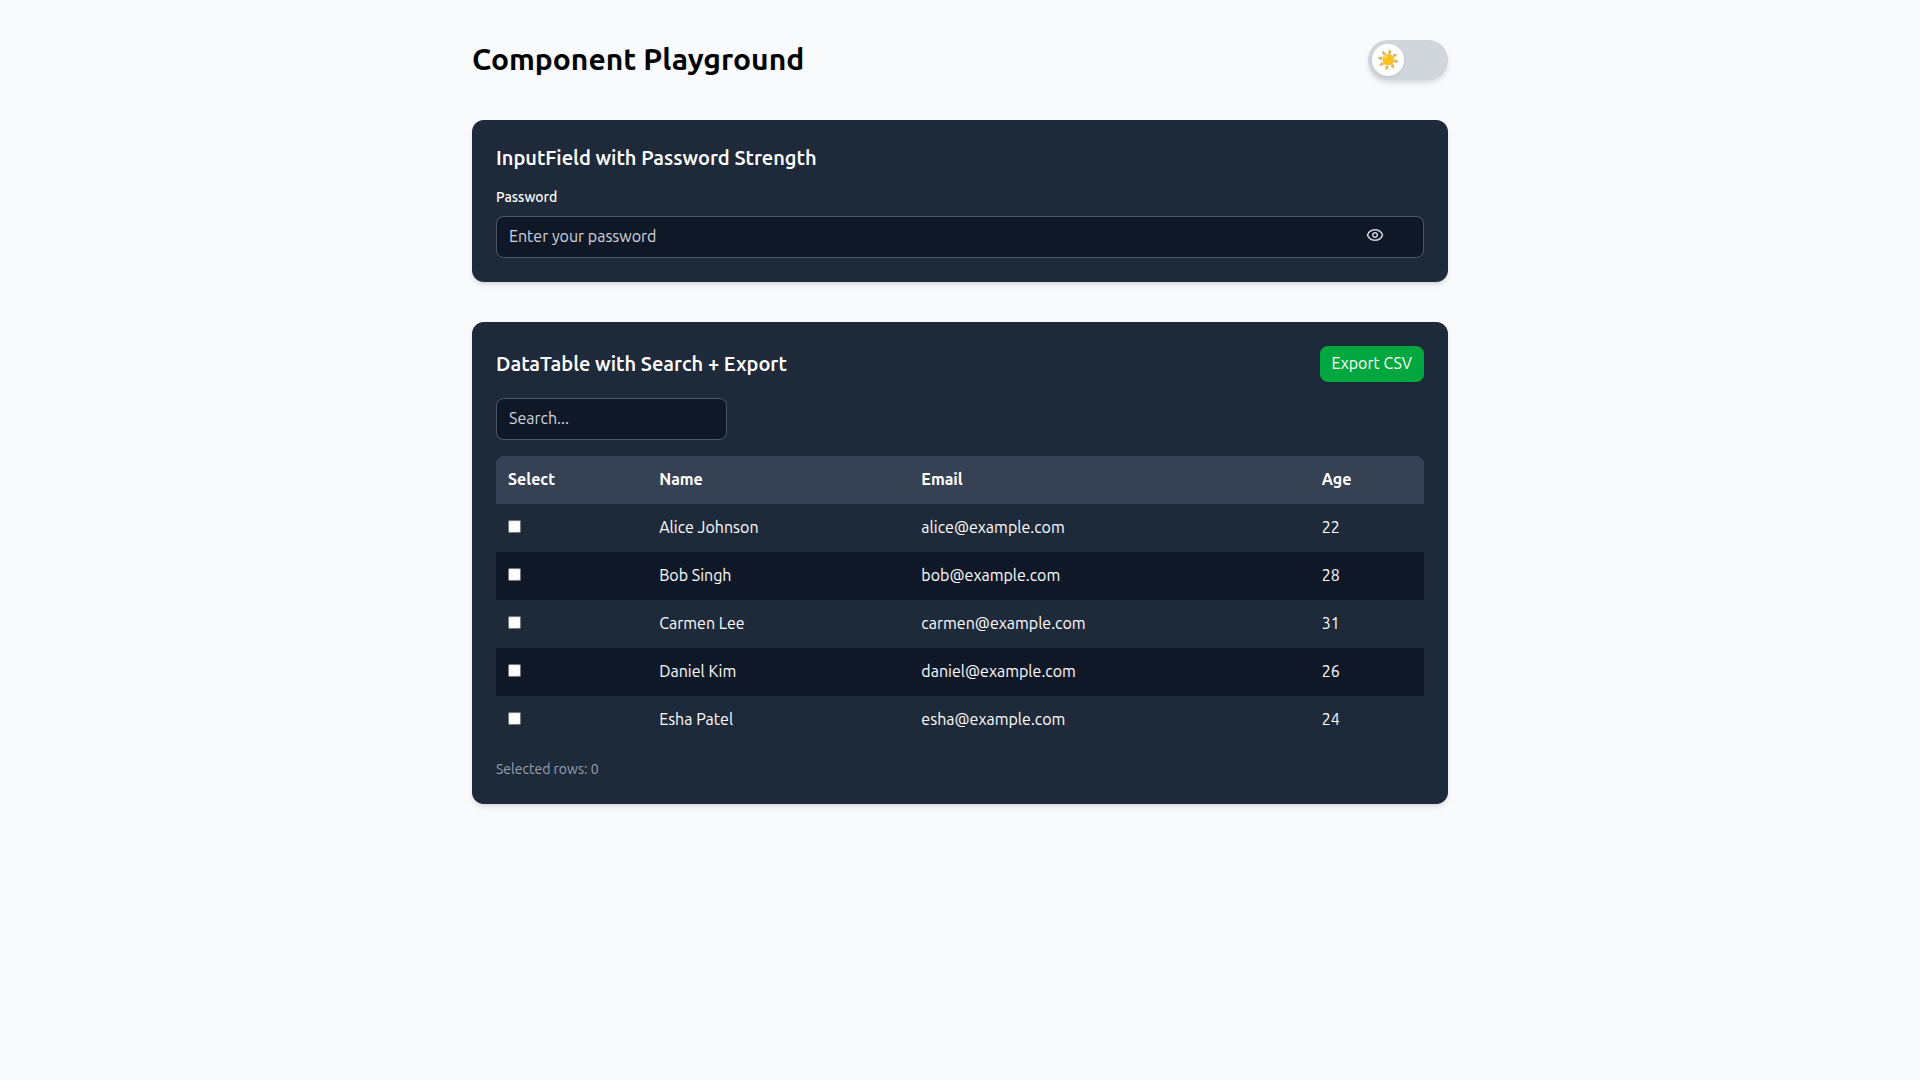 Component Playground
InputField with Password Strength
Password
Enter your password
DataTable with Search + Export
Export CSV
Search...
Select Name Email Age
Alice Johnson alice@example.com 22
Bob Singh bob@example.com 28
Carmen Lee carmen@example.com 31
Daniel Kim daniel@example.com 26
Esha Patel esha@example.com 24
Selected rows: 0